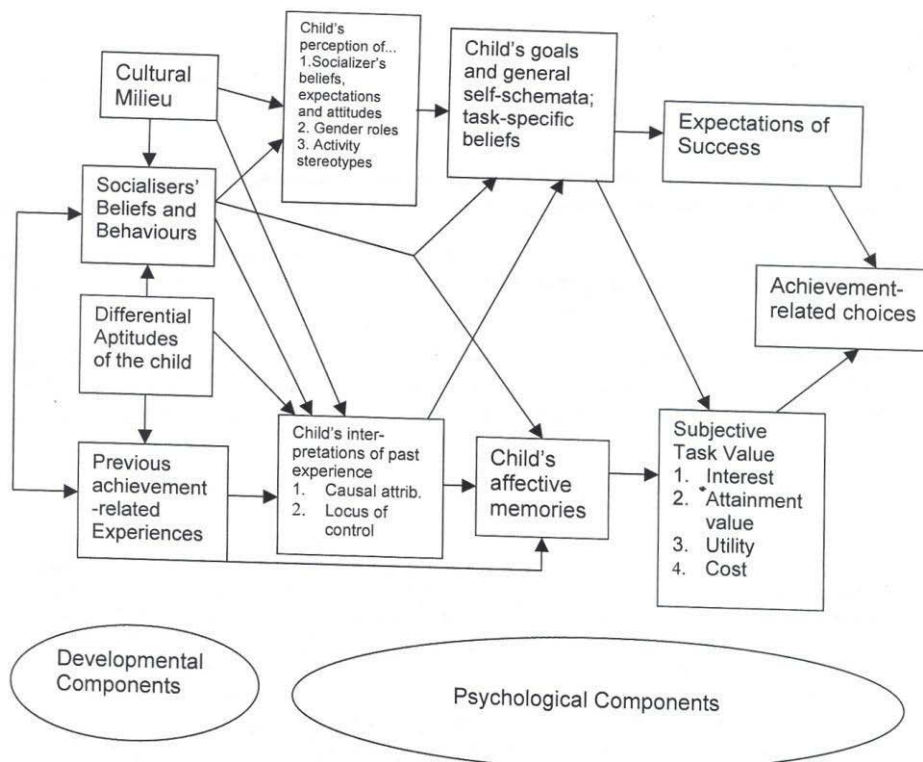 Cultural
Milieu
Child's
perception of...
1.Socializer's
beliefs,
expectations
and attitudes
2. Gender roles
3. Activity
stereotypes
Child's goals
and general
self-schemata;
task-specific
beliefs
Expectations of
Success
Socialisers'
Beliefs and
Behaviours
Achievement-
related choices
Differential
Aptitudes
of the child
Previous
achievement
-related
Experiences
Child's inter-
pretations of past
experience
1. Causal attrib.
2. Locus of
control
Child's
affective
memories
Subjective
Task Value
1. Interest
2. Attainment
value
3. Utility
4. Cost
Developmental
Components
Psychological Components